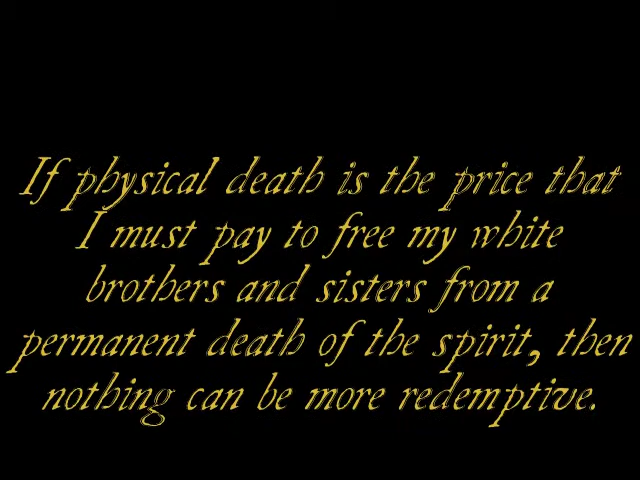 If physical death is the price that
I must pay to free my white
brothers and sisters from a
permanent death of the spirit, then
nothing can be more redemptive.